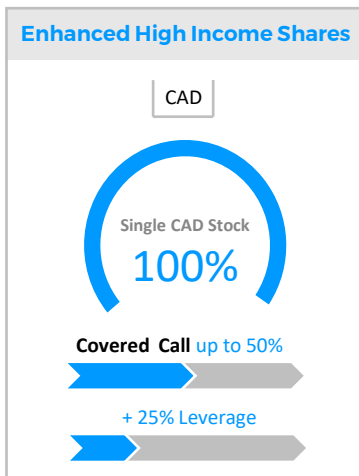 Enhanced High Income Shares
CAD
Single CAD Stock
100%
Covered Call up to 50%
+ 25% Leverage